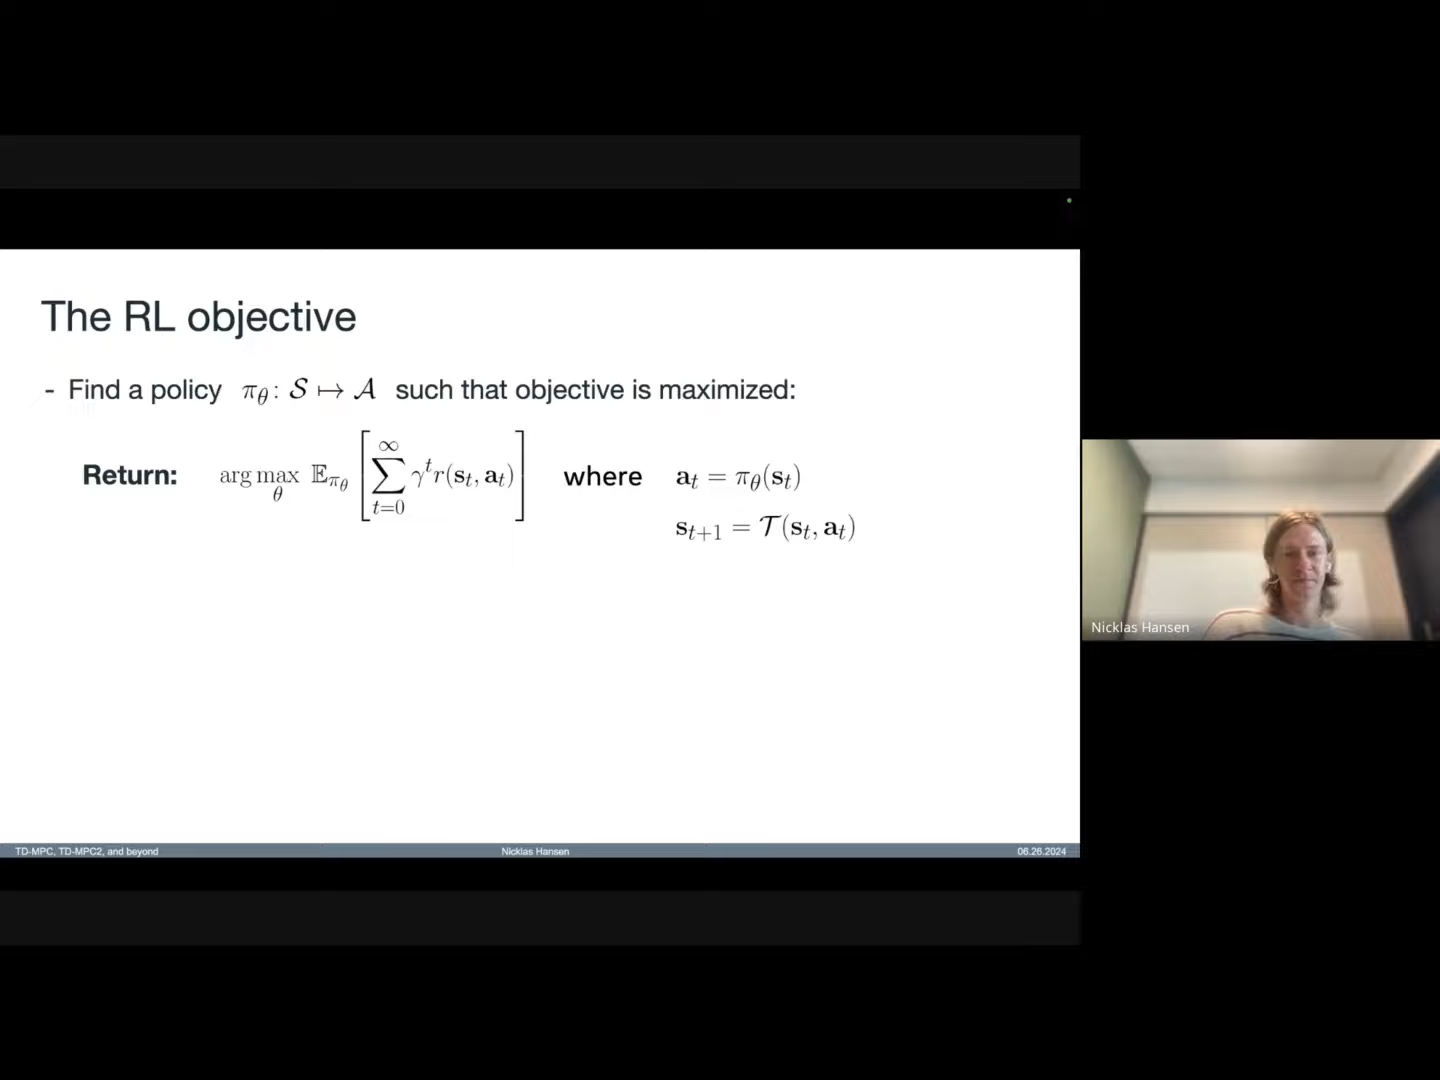 The RL objective
- Find a policy π_θ : 𝒮 ↦ 𝒜 such that objective is maximized:
Return: arg max_θ 𝔼_{π_θ} [ ∑_{t=0}^{∞} γ^t r(s_t, a_t) ] where a_t = π_θ(s_t)
s_{t+1} = 𝒯(s_t, a_t)
Nicklas Hansen
TD-MPC, TD-MPC2, and beyond Nicklas Hansen 06.26.2024